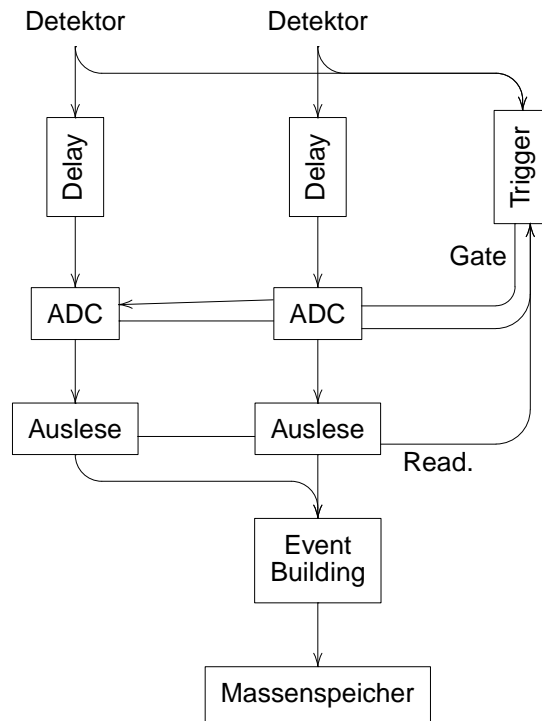 Detektor
Detektor
Delay
Delay
Trigger
Gate
ADC
ADC
Auslese
Auslese
Read.
Event
Building
Massenspeicher